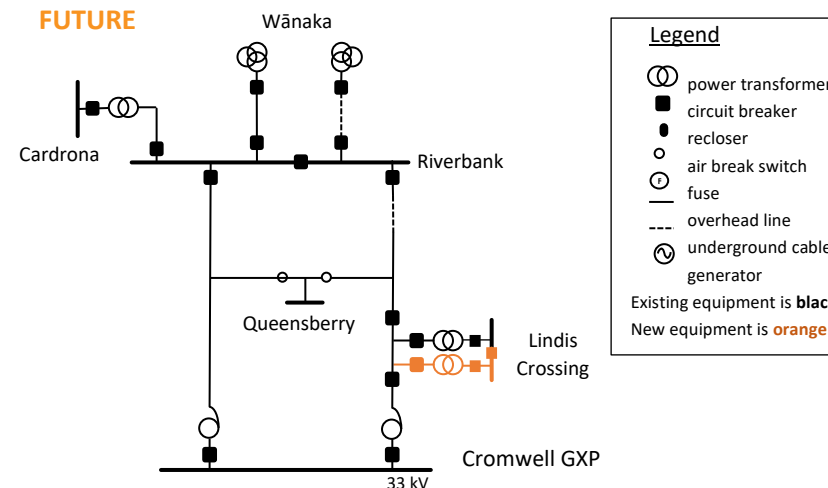 FUTURE
Wānaka
Cardrona
Riverbank
Queensberry
Lindis
Crossing
Cromwell GXP
33 kV
Legend
power transformer
circuit breaker
recloser
air break switch
F
fuse
overhead line
underground cable
generator
Existing equipment is blac
New equipment is orange